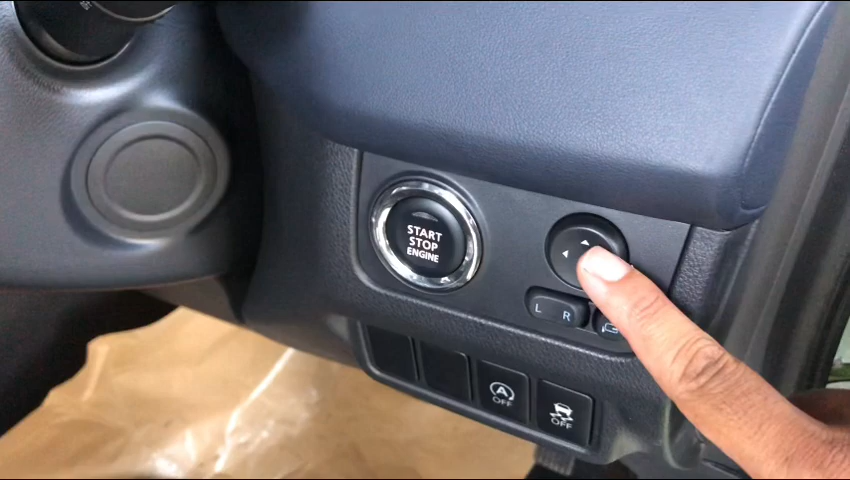 START
STOP
ENGINE
L R
A
OFF
OFF